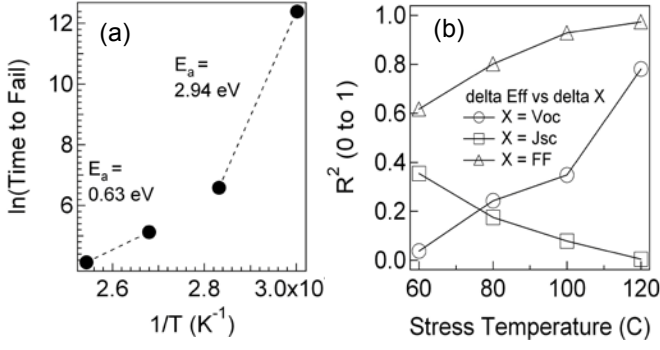 (a)
12
10
8
6
ln(Time to Fail)
Eₐ =
2.94 eV
Eₐ =
0.63 eV
2.6
2.8
3.0x10
1/T (K⁻¹)
(b)
1.0
0.8
0.6
0.4
0.2
0.0
R² (0 to 1)
delta Eff vs delta X
X = Voc
X = Jsc
X = FF
60
80
100
120
Stress Temperature (C)